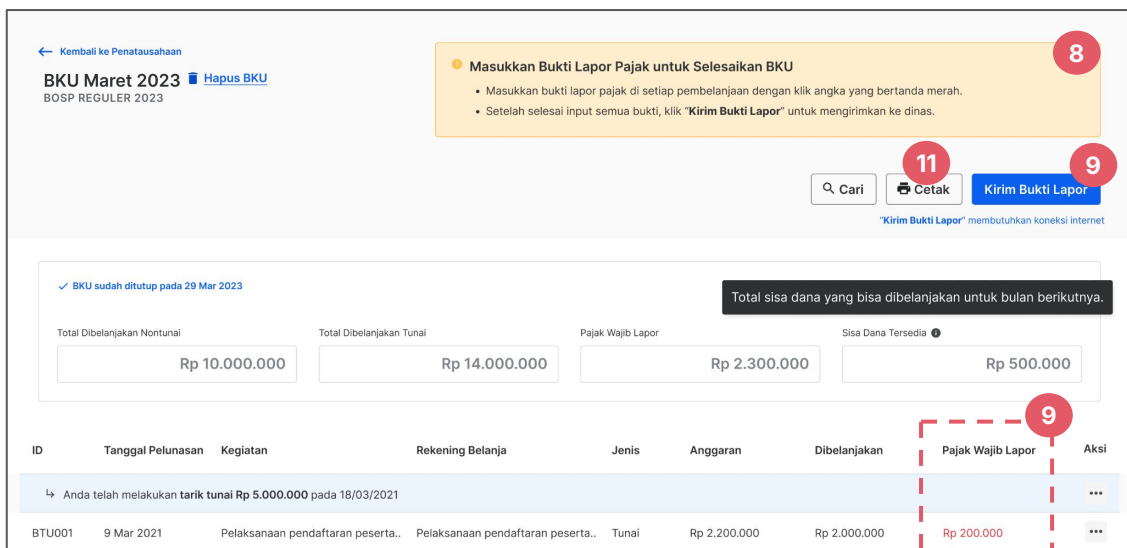 ← Kembali ke Penatausahaan
BKU Maret 2023 Hapus BKU
BOSP REGULER 2023
8
Masukkan Bukti Lapor Pajak untuk Selesaikan BKU
• Masukkan bukti lapor pajak di setiap pembelanjaan dengan klik angka yang bertanda merah.
• Setelah selesai input semua bukti, klik "Kirim Bukti Lapor" untuk mengirimkan ke dinas.
11
9
Cari Cetak Kirim Bukti Lapor
"Kirim Bukti Lapor" membutuhkan koneksi internet
BKU sudah ditutup pada 29 Mar 2023
Total sisa dana yang bisa dibelanjakan untuk bulan berikutnya.
Total Dibelanjakan Nontunai Total Dibelanjakan Tunai Pajak Wajib Lapor Sisa Dana Tersedia
Rp 10.000.000 Rp 14.000.000 Rp 2.300.000 Rp 500.000
9
ID Tanggal Pelunasan Kegiatan Rekening Belanja Jenis Anggaran Dibelanjakan Pajak Wajib Lapor Aksi
↳ Anda telah melakukan tarik tunai Rp 5.000.000 pada 18/03/2021 •••
BTU001 9 Mar 2021 Pelaksanaan pendaftaran peserta.. Pelaksanaan pendaftaran peserta.. Tunai Rp 2.200.000 Rp 2.000.000 Rp 200.000 •••